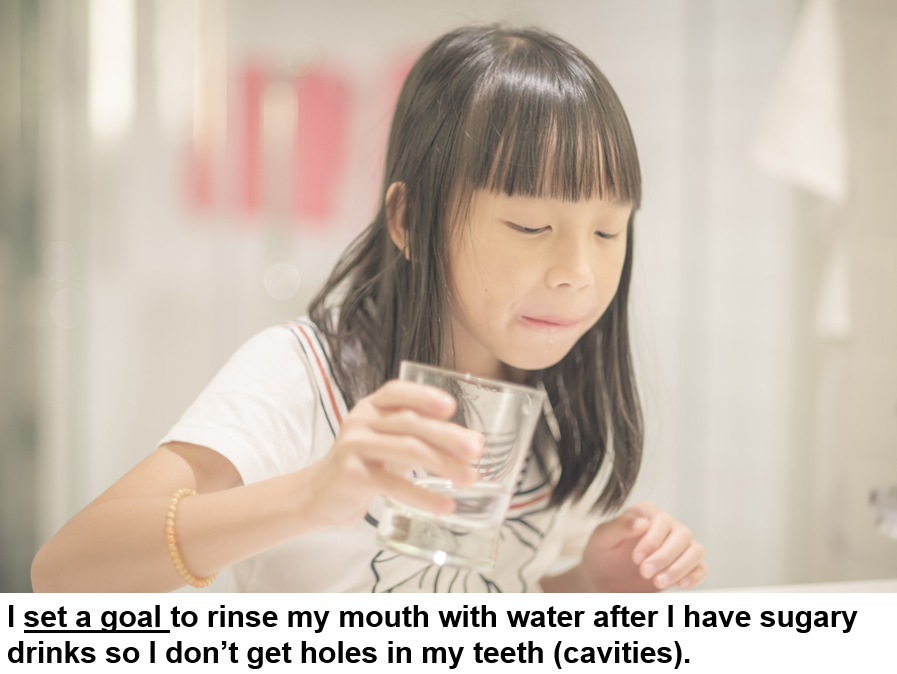 I set a goal to rinse my mouth with water after I have sugary
drinks so I don’t get holes in my teeth (cavities).